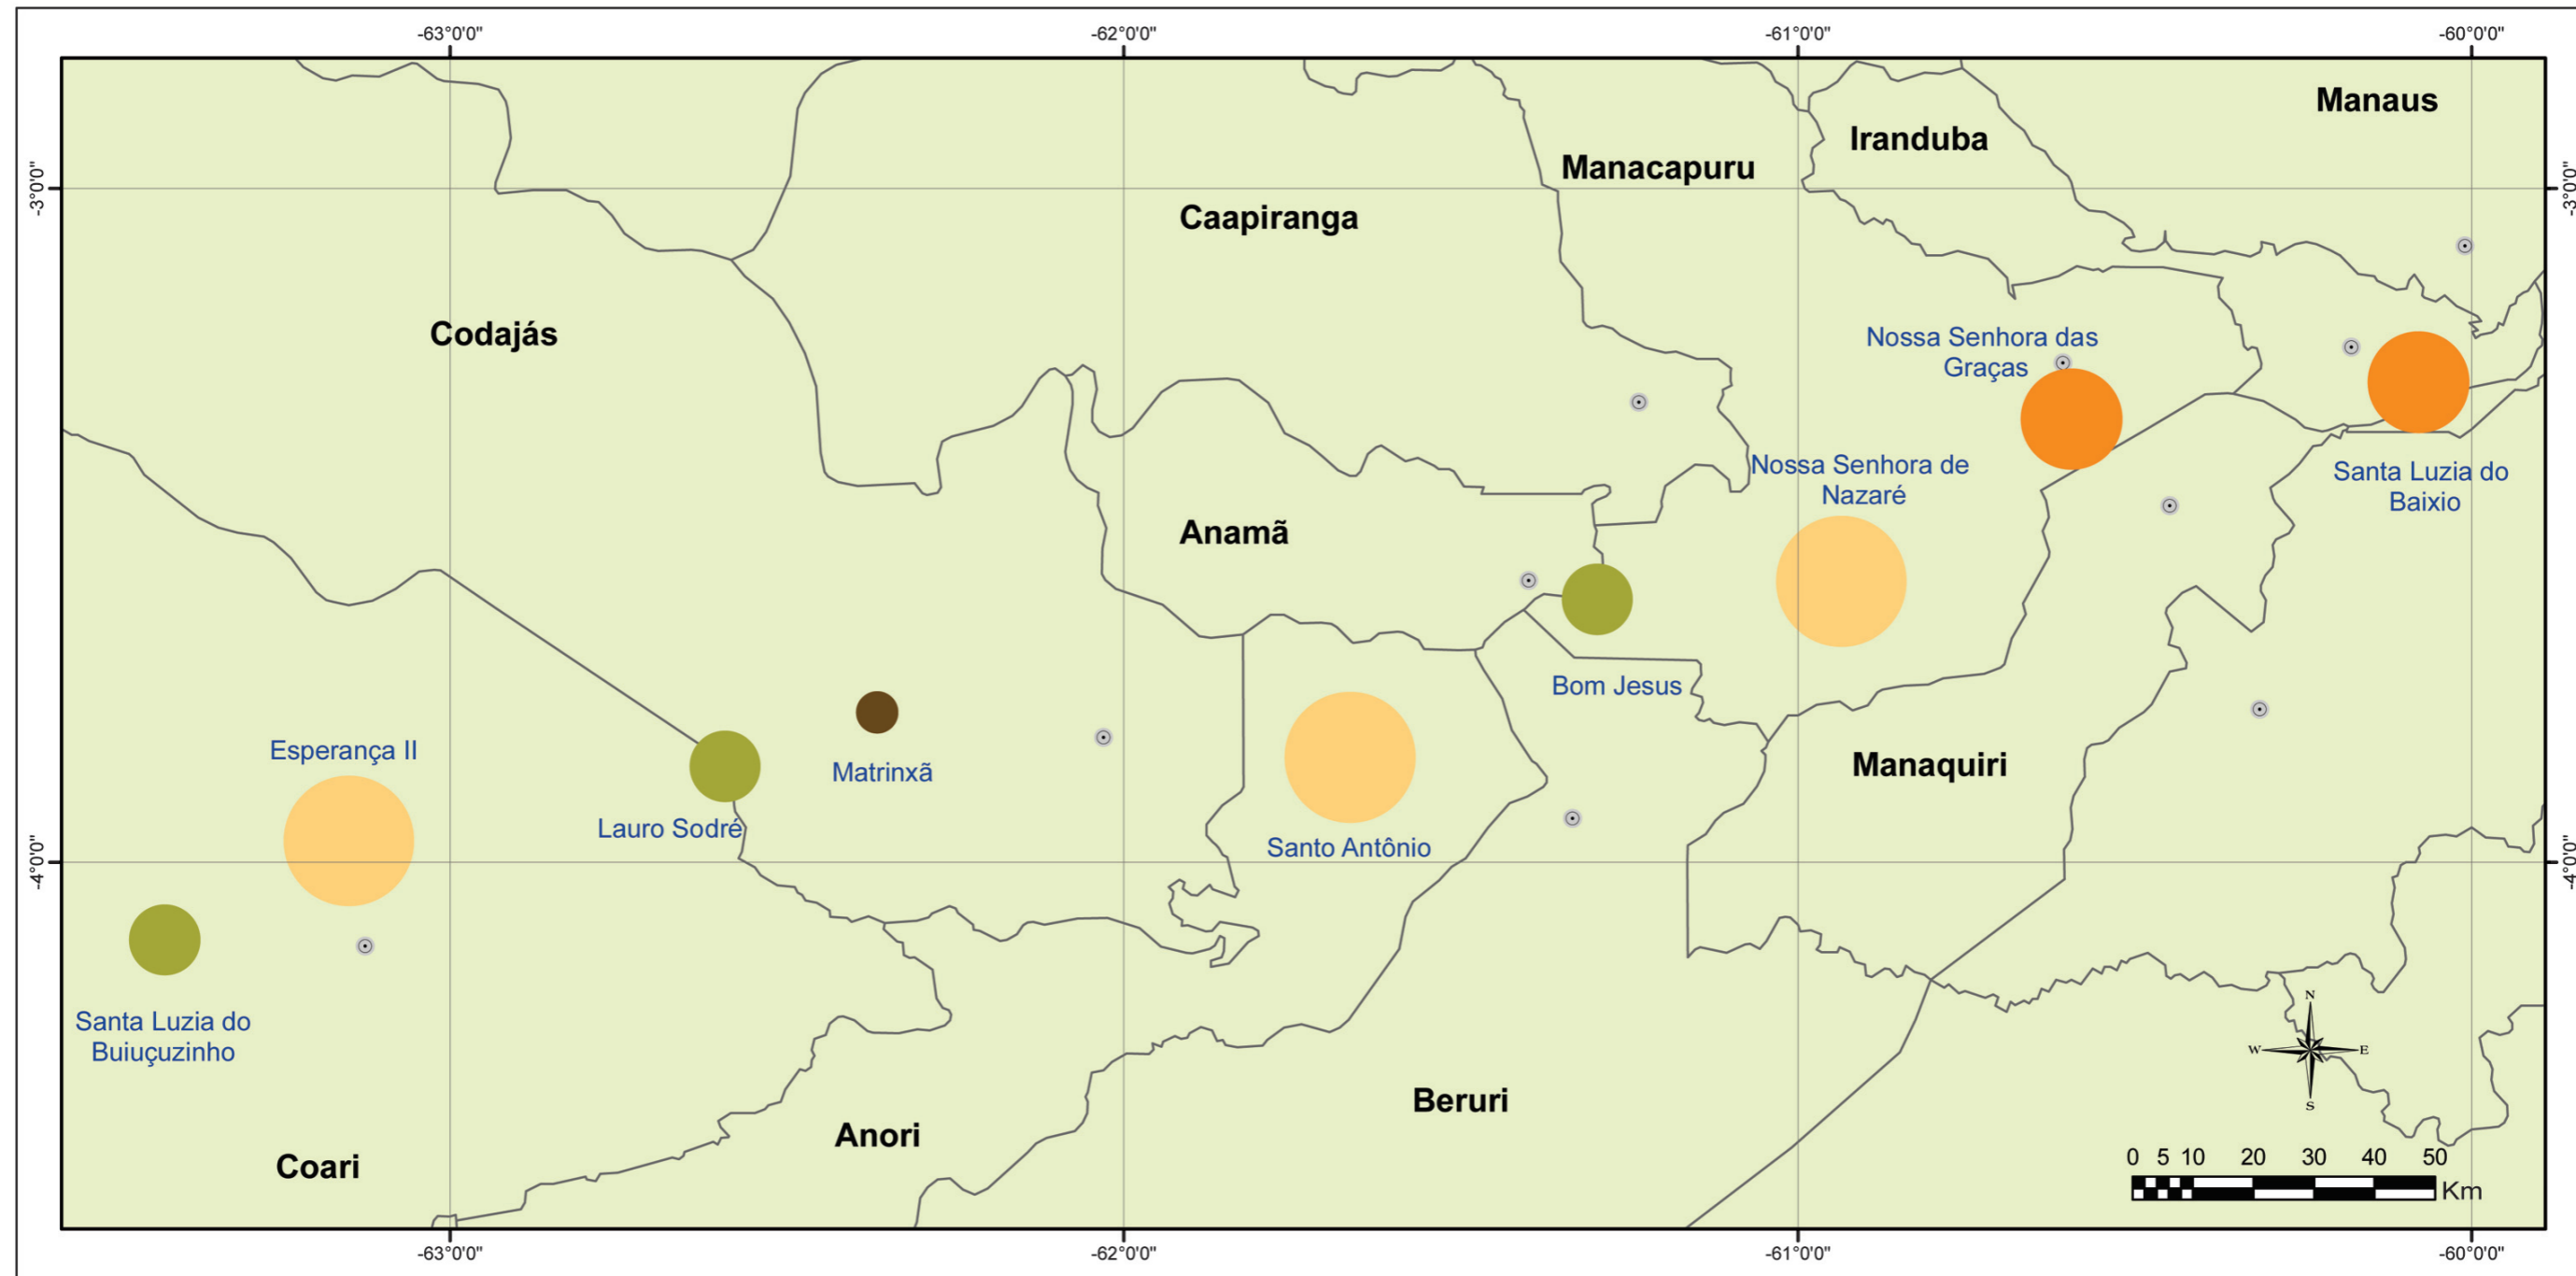 -63°0'0"
-62°0'0"
-61°0'0"
-60°0'0"
Manaus
Iranduba
Manacapuru
-3°0'0"
-3°0'0"
Caapiranga
Codajás
Nossa Senhora das
Graças
Nossa Senhora de
Nazaré
Santa Luzia do
Baixio
Anamã
Bom Jesus
Esperança II
Matrinxã
Manaquiri
Lauro Sodré
Santo Antônio
-4°0'0"
-4°0'0"
Santa Luzia do
Buiuçuzinho
N
W
E
S
Beruri
Anori
Coari
0 5 10 20 30 40 50
Km
-63°0'0"
-62°0'0"
-61°0'0"
-60°0'0"